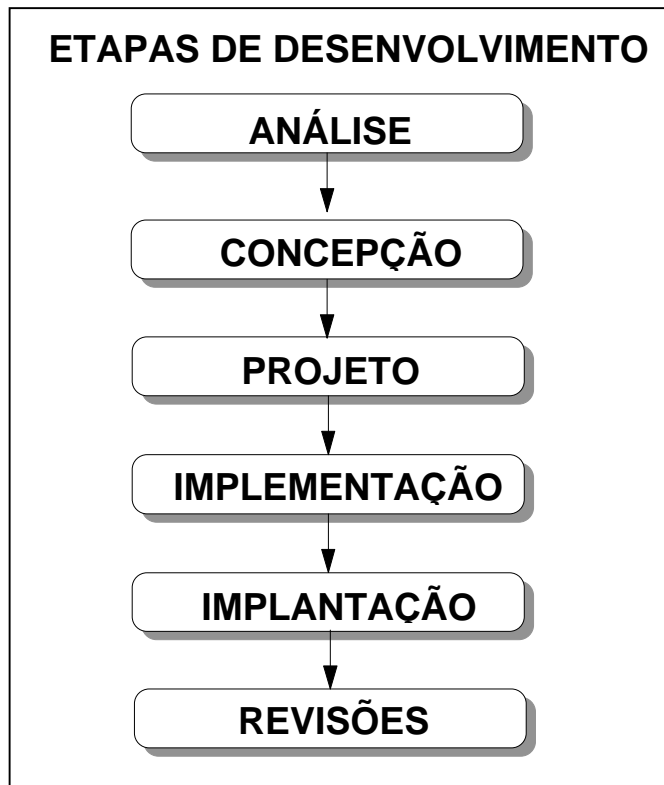 ETAPAS DE DESENVOLVIMENTO
ANÁLISE
CONCEPÇÃO
PROJETO
IMPLEMENTAÇÃO
IMPLANTAÇÃO
REVISÕES